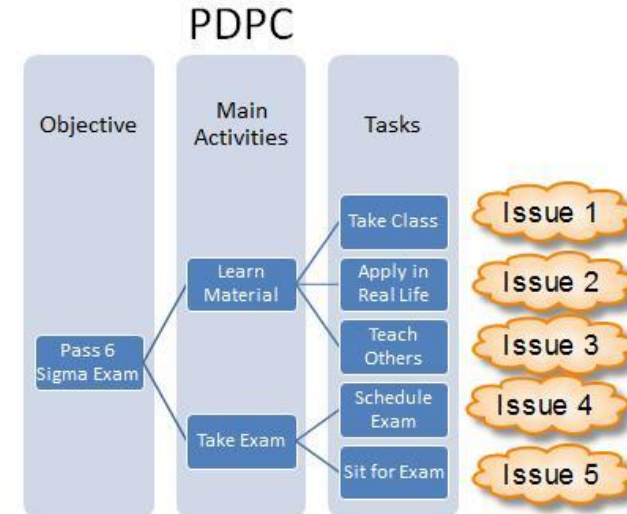 PDPC
Objective
Main
Activities
Tasks
Pass 6
Sigma Exam
Learn
Material
Take Exam
Take Class
Apply in
Real Life
Teach
Others
Schedule
Exam
Sit for Exam
Issue 1
Issue 2
Issue 3
Issue 4
Issue 5